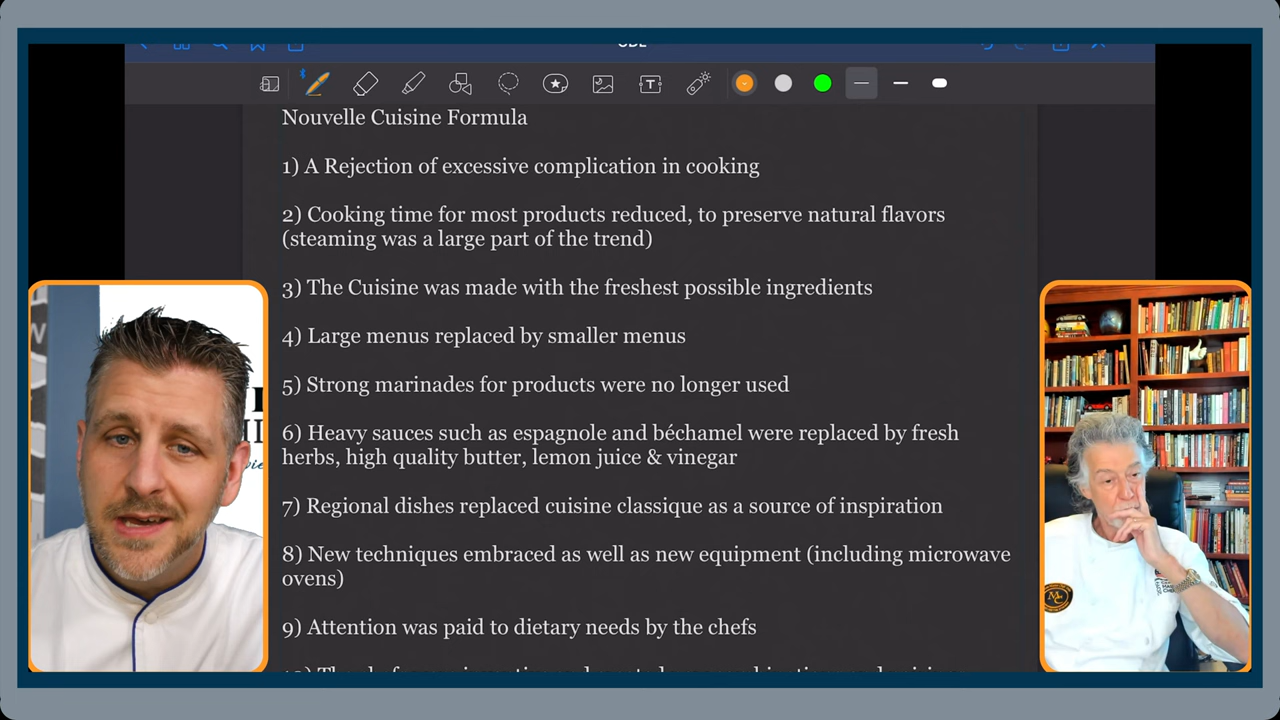 Nouvelle Cuisine Formula
1) A Rejection of excessive complication in cooking
2) Cooking time for most products reduced, to preserve natural flavors
(steaming was a large part of the trend)
3) The Cuisine was made with the freshest possible ingredients
4) Large menus replaced by smaller menus
5) Strong marinades for products were no longer used
6) Heavy sauces such as espagnole and béchamel were replaced by fresh
herbs, high quality butter, lemon juice & vinegar
7) Regional dishes replaced cuisine classique as a source of inspiration
8) New techniques embraced as well as new equipment (including microwave
ovens)
9) Attention was paid to dietary needs by the chefs